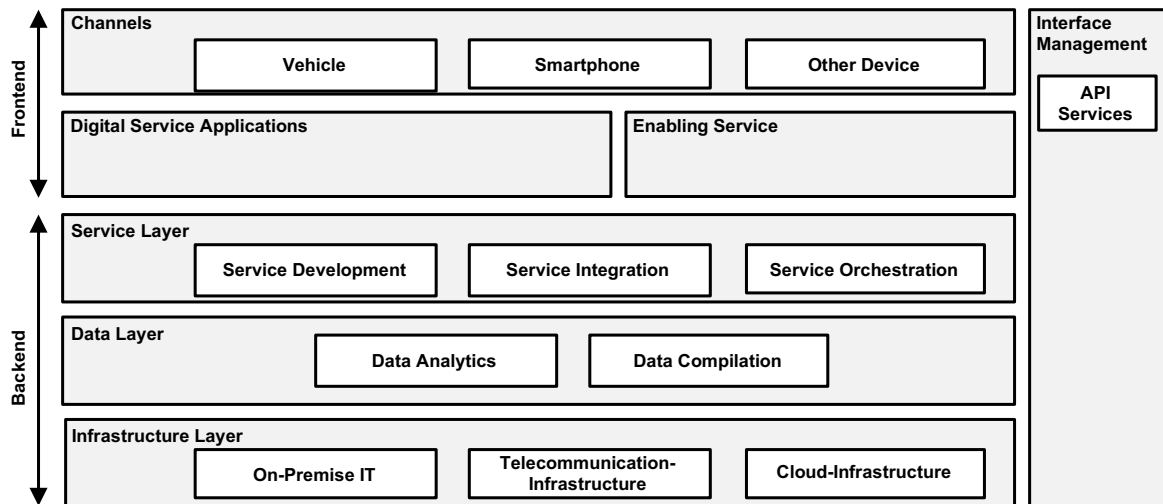 Channels
Vehicle
Smartphone
Other Device
Frontend
Digital Service Applications
Enabling Service
Service Layer
Service Development
Service Integration
Service Orchestration
Backend
Data Layer
Data Analytics
Data Compilation
Infrastructure Layer
On-Premise IT
Telecommunication-
Infrastructure
Cloud-Infrastructure
Interface
Management
API
Services